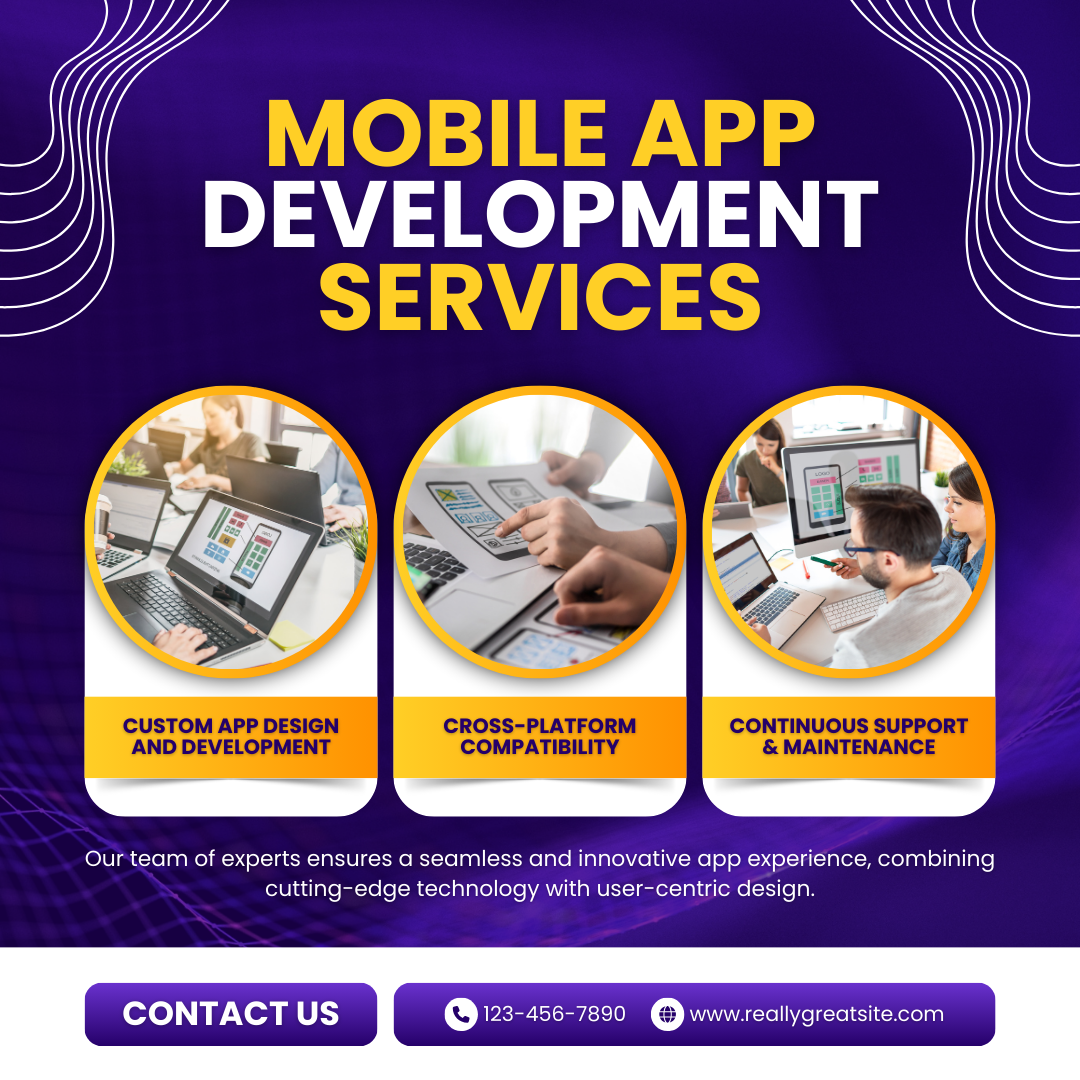 MOBILE APP
DEVELOPMENT
SERVICES
CUSTOM APP DESIGN
AND DEVELOPMENT
CROSS-PLATFORM
COMPATIBILITY
CONTINUOUS SUPPORT
& MAINTENANCE
Our team of experts ensures a seamless and innovative app experience, combining
cutting-edge technology with user-centric design.
CONTACT US
123-456-7890
www.reallygreatsite.com